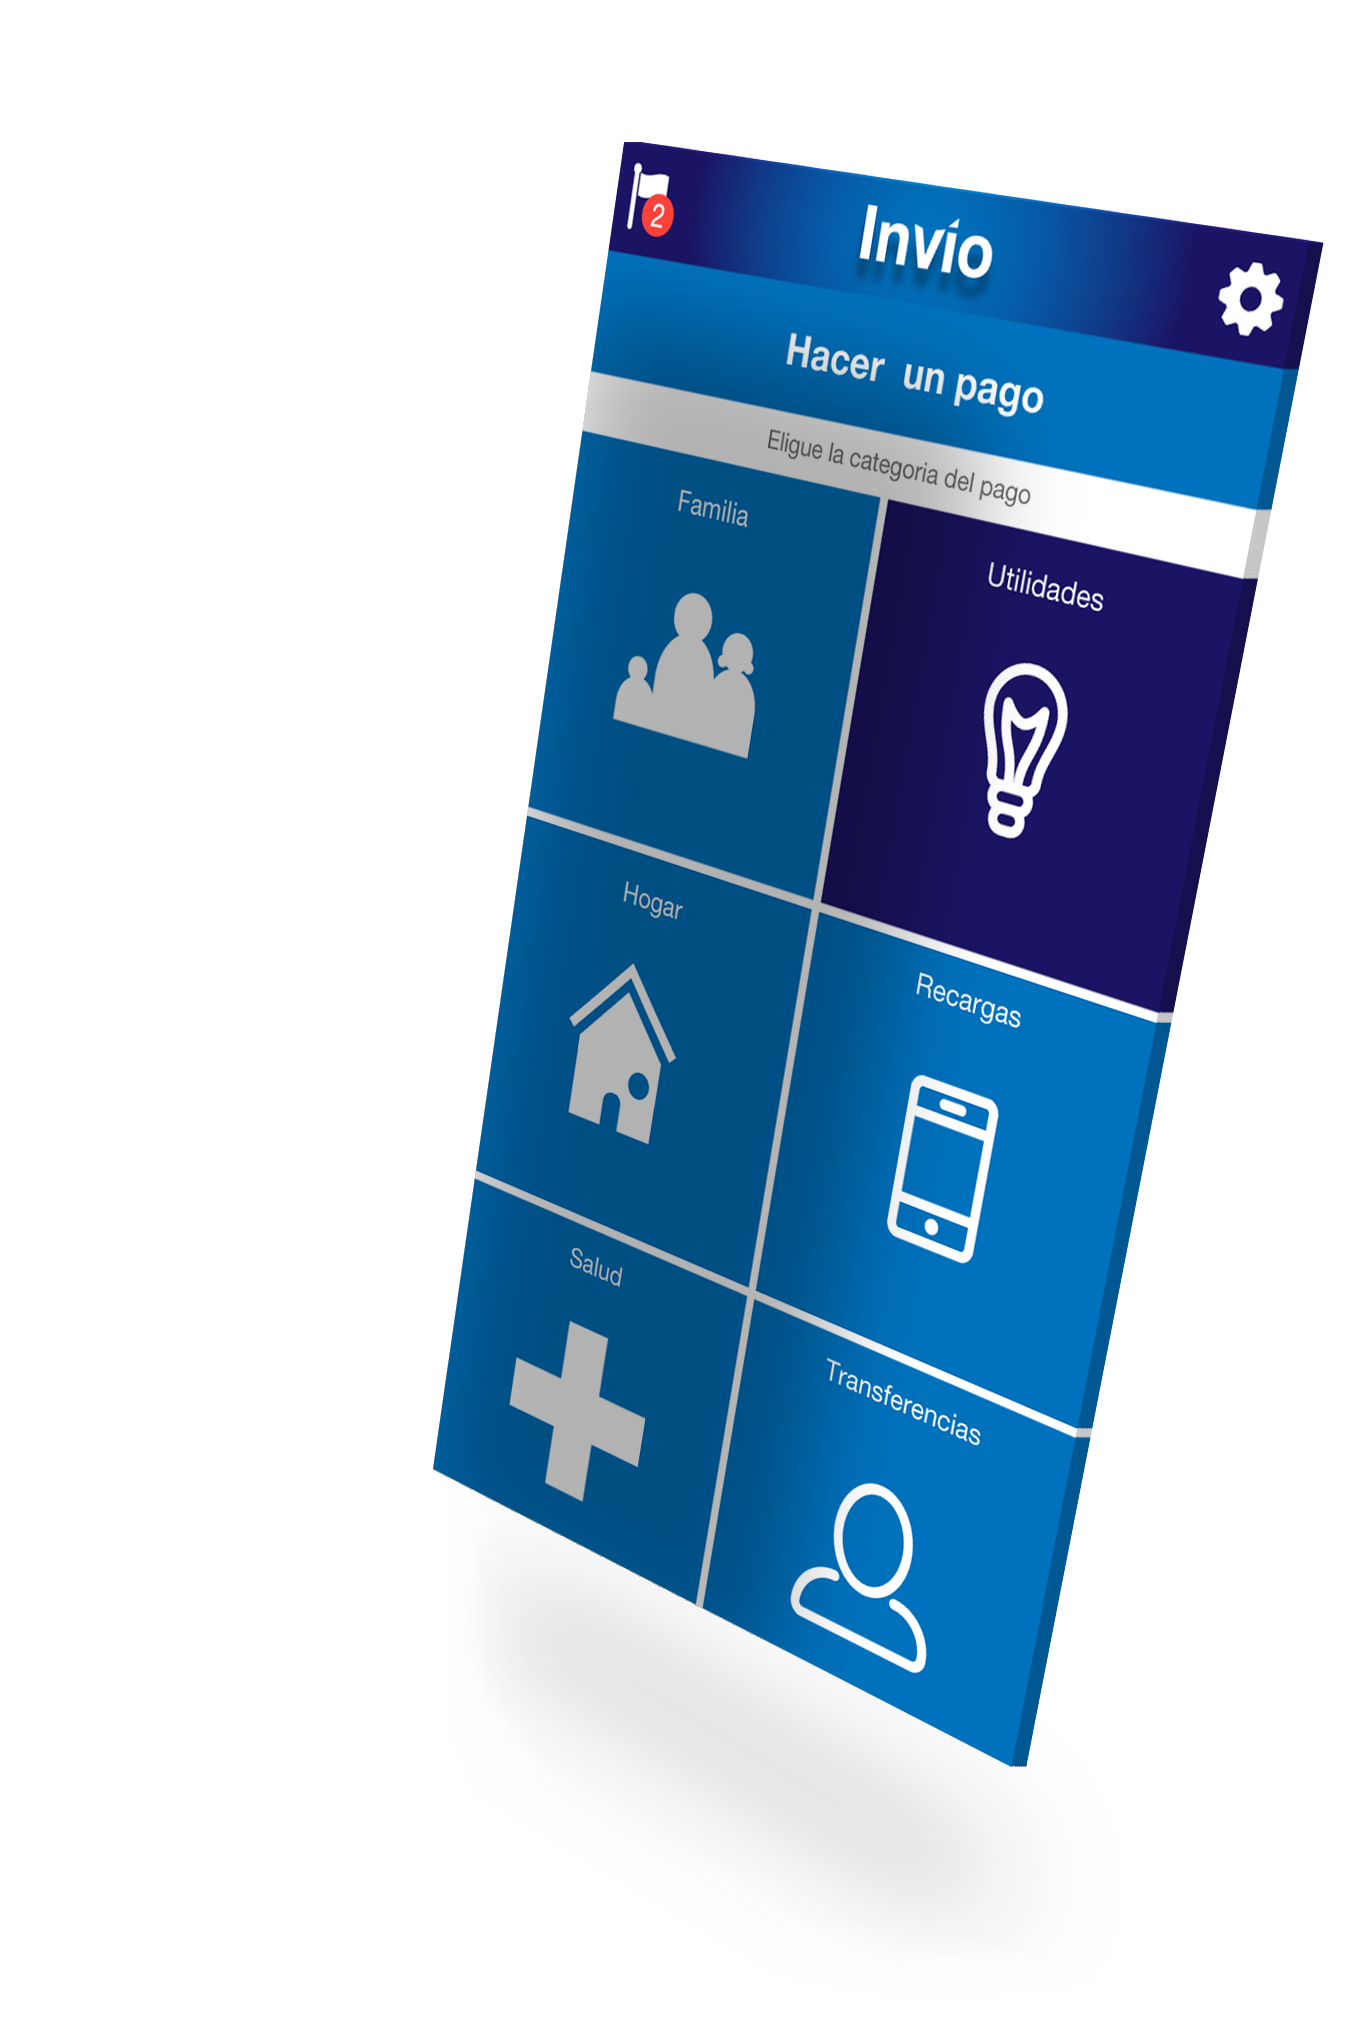 2
Invío
Hacer un pago
Eligue la categoria del pago
Familia
Utilidades
Hogar
Recargas
Salud
Transferencias